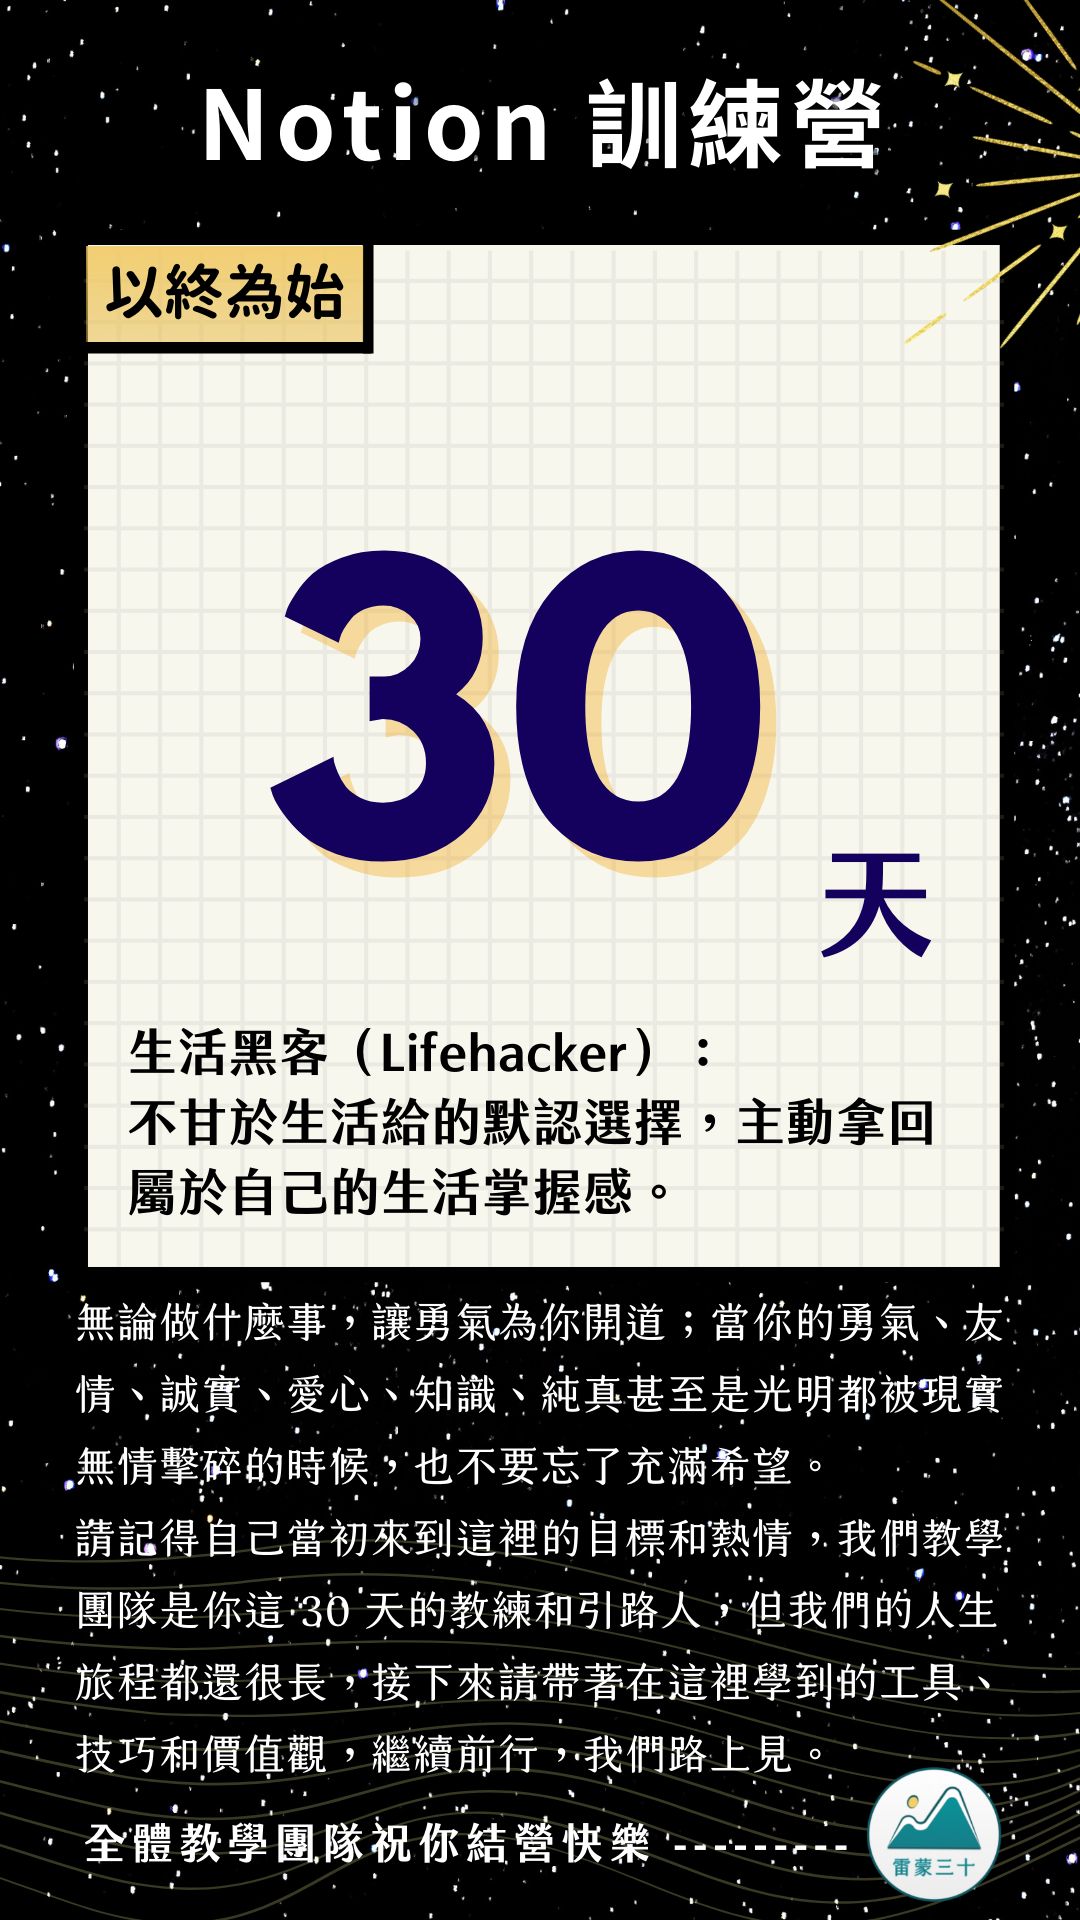 Notion 訓練營
以終為始
30
天
生活黑客（Lifehacker）：
不甘於生活給的默認選擇，主動拿回
屬於自己的生活掌握感。
無論做什麼事，讓勇氣為你開道；當你的勇氣、友
情、誠實、愛心、知識、純真甚至是光明都被現實
無情擊碎的時候，也不要忘了充滿希望。
請記得自己當初來到這裡的目標和熱情，我們教學
團隊是你這 30 天的教練和引路人，但我們的人生
旅程都還很長，接下來請帶著在這裡學到的工具、
技巧和價值觀，繼續前行，我們路上見。
全體教學團隊祝你結營快樂 ---------
雷蒙三十